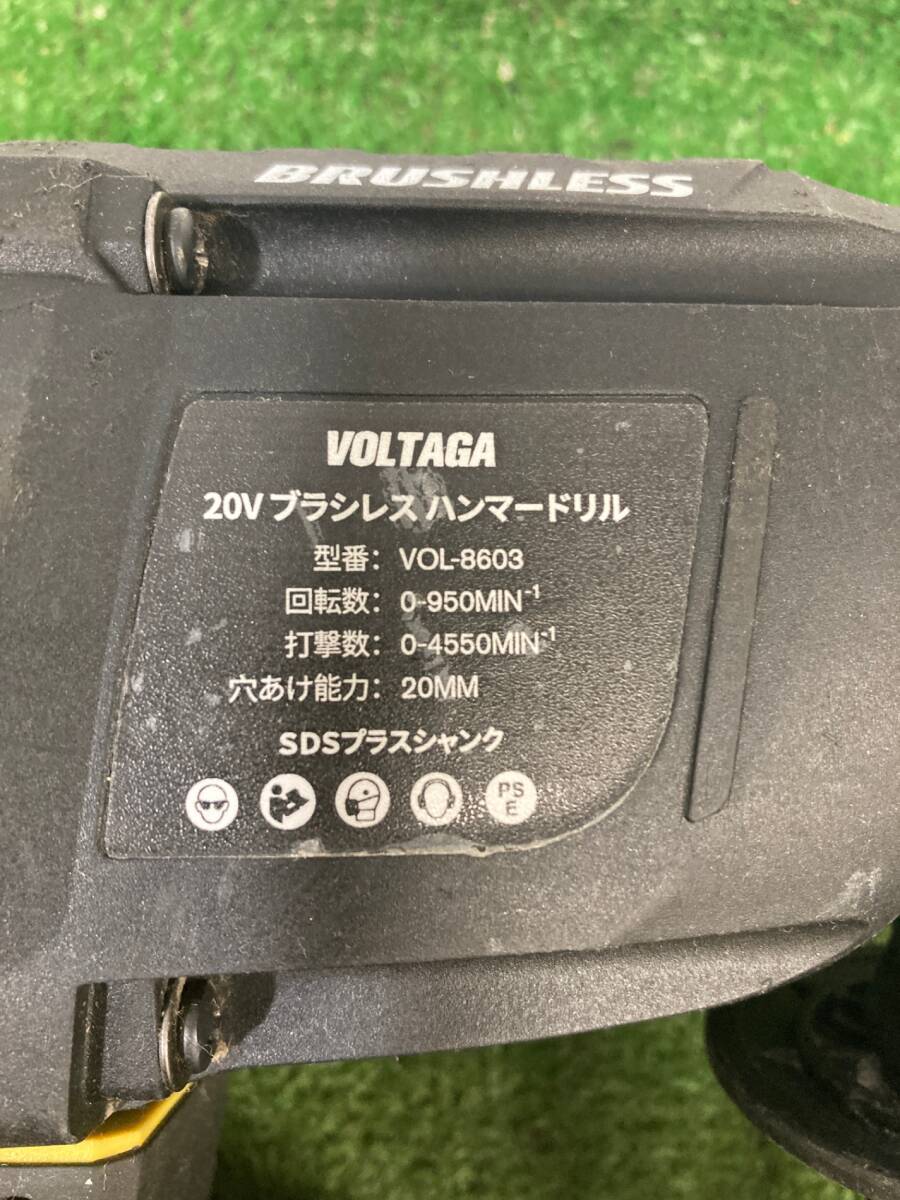 BRUSHLESS
VOLTAGA
20V ブラシレス ハンマードリル
型番： VOL-8603
回転数： 0-950MIN⁻¹
打撃数： 0-4550MIN⁻¹
穴あけ能力： 20MM
SDSプラスシャンク
PS
E